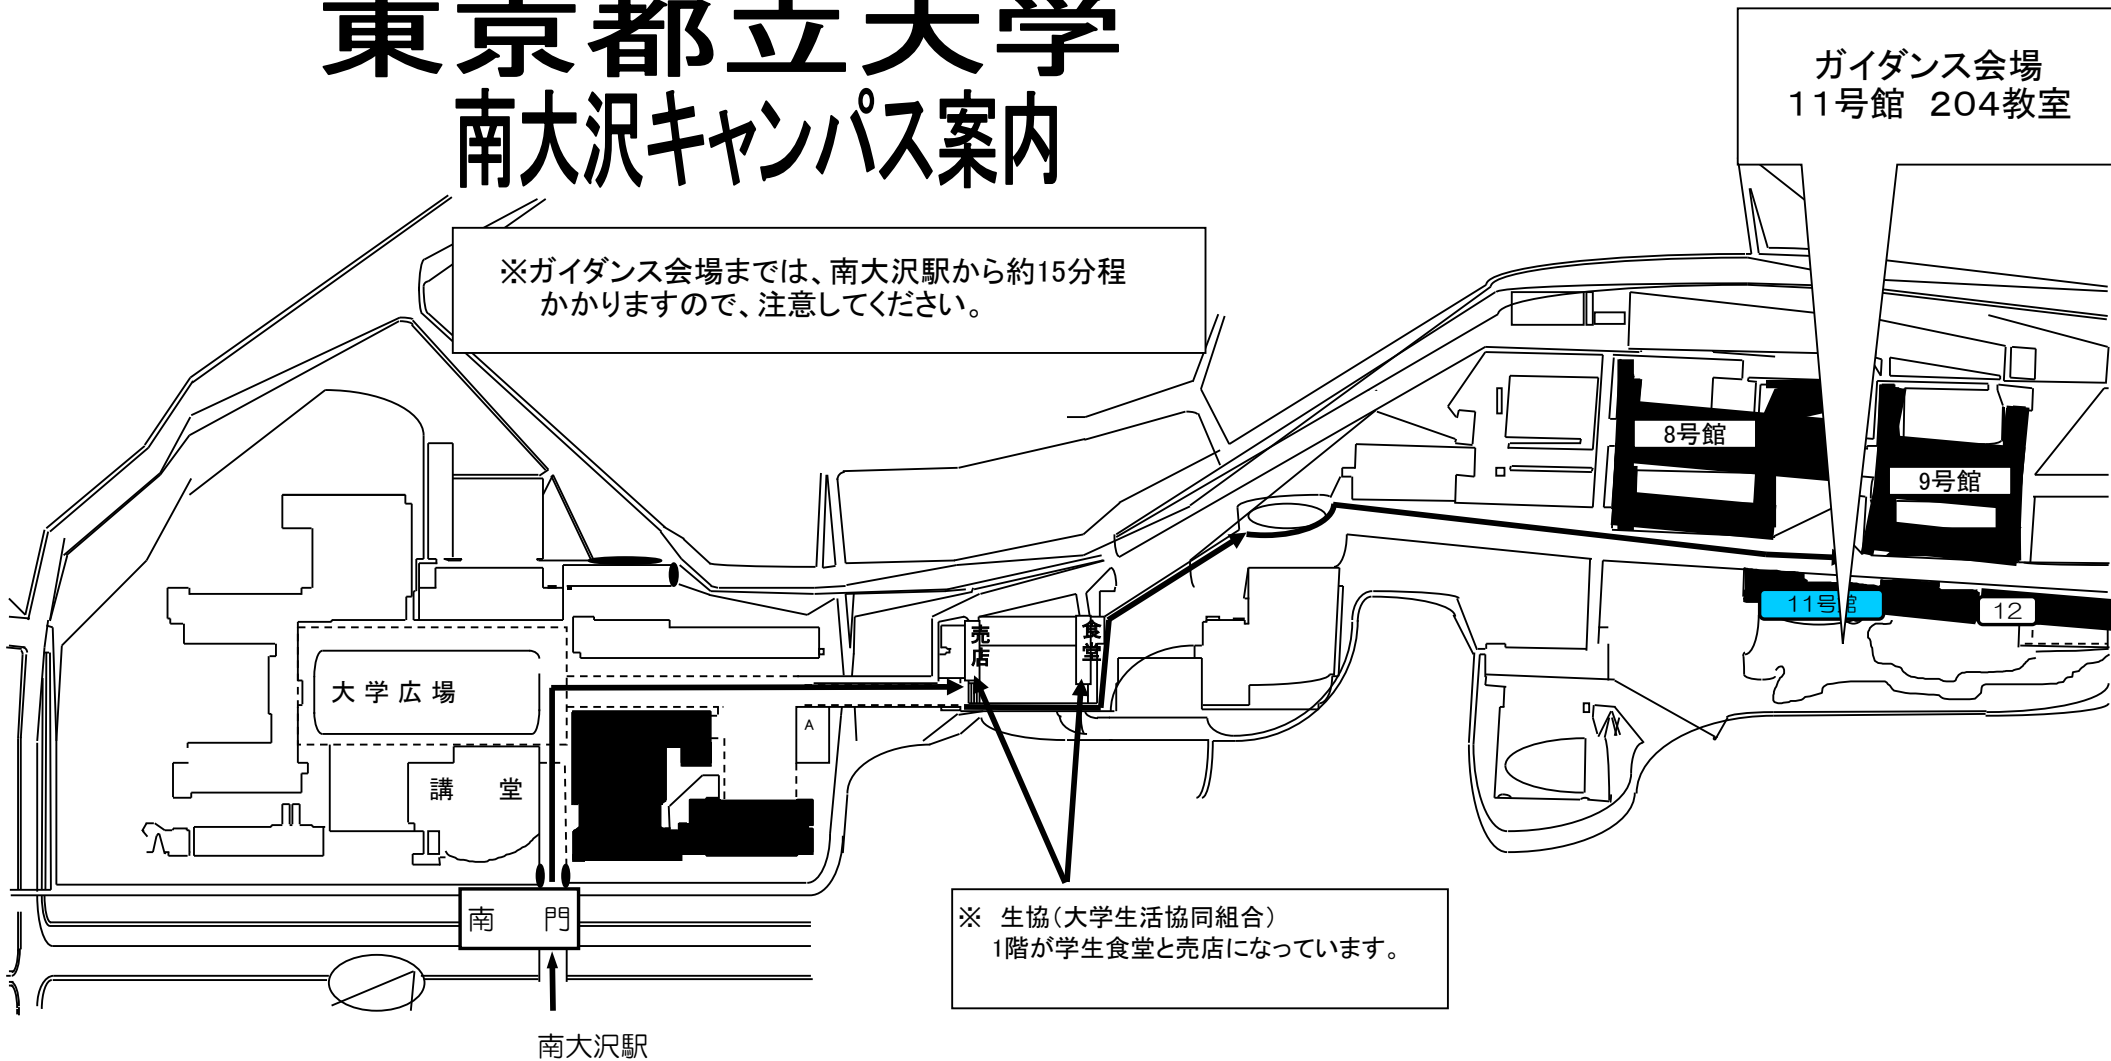 東京都立大学
南大沢キャンパス案内
ガイダンス会場
11号館 204教室
※ガイダンス会場までは、南大沢駅から約15分程
かかりますので、注意してください。
8号館
9号館
11号館
12
売店
食堂
大学広場
A
講 堂
南 門
※ 生協(大学生活協同組合)
1階が学生食堂と売店になっています。
南大沢駅